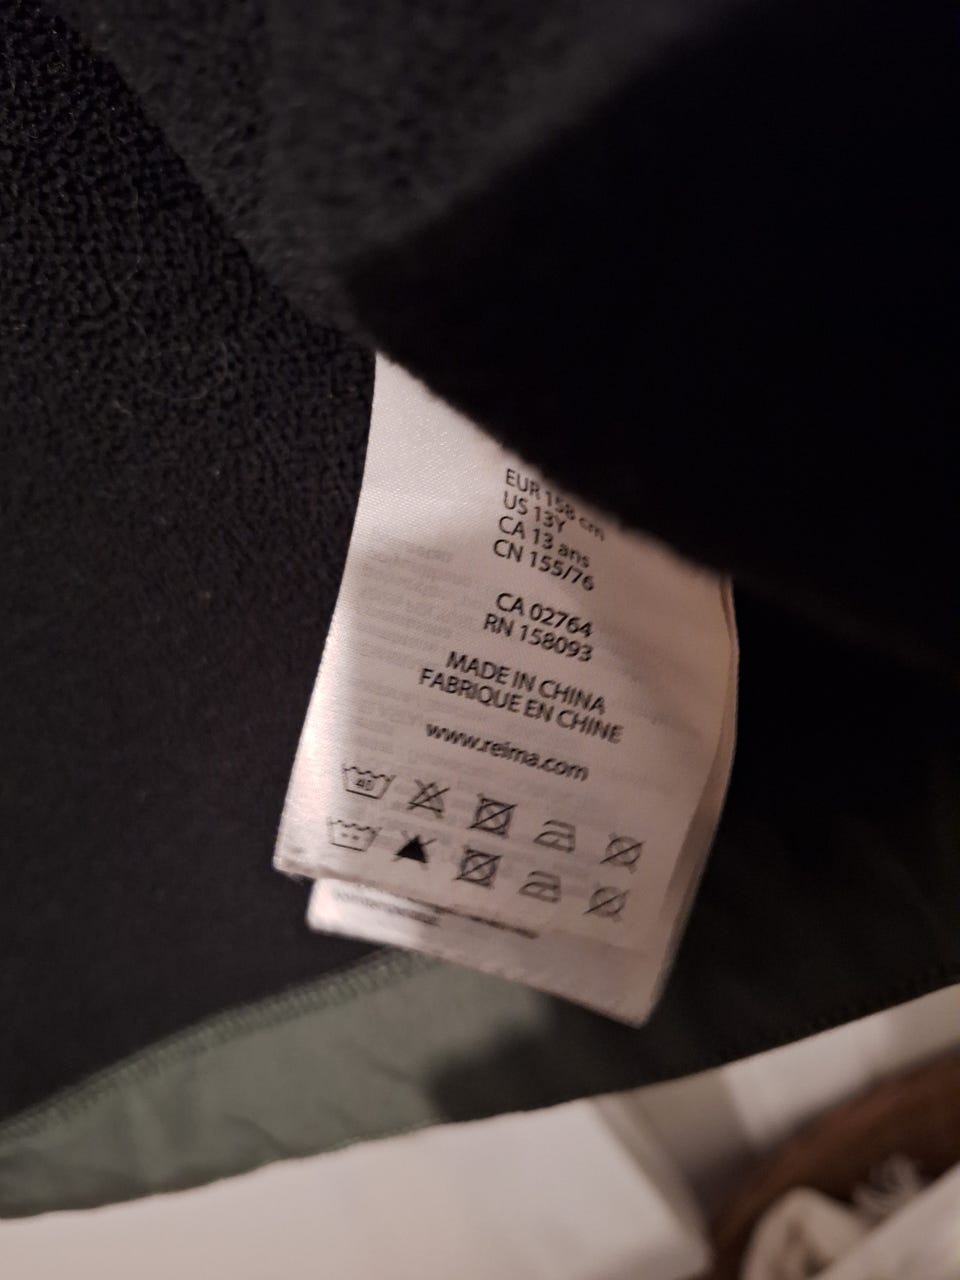 EUR 158 cm
US 13Y
CA 13 ans
CN 155/76
CA 02764
RN 158093
MADE IN CHINA
FABRIQUE EN CHINE
www.reima.com
40